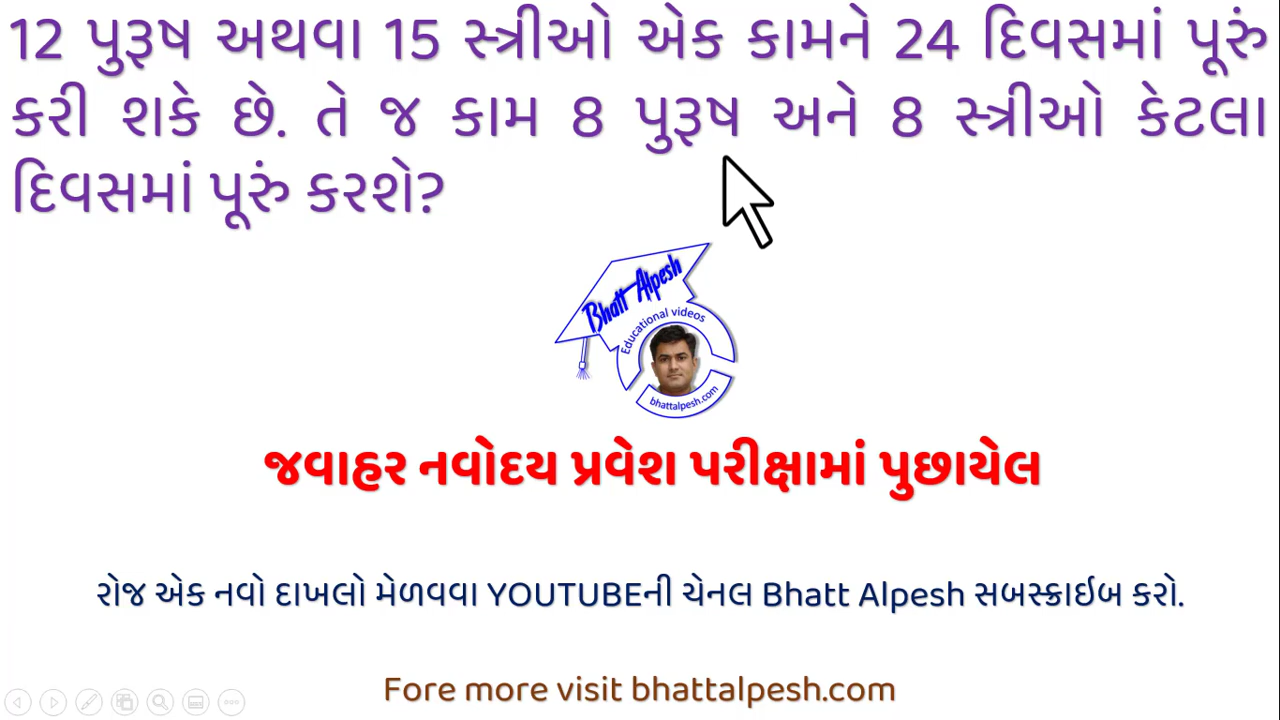 12 પુરૂષ અથવા 15 સ્ત્રીઓ એક કામને 24 દિવસમાં પૂરું
કરી શકે છે. તે જ કામ 8 પુરૂષ અને 8 સ્ત્રીઓ કેટલા
દિવસમાં પૂરું કરશે?
Bhatt Alpesh
Educational videos
bhattalpesh.com
જવાહર નવોદય પ્રવેશ પરીક્ષામાં પુછાયેલ
રોજ એક નવો દાખલો મેળવવા YOUTUBEની ચેનલ Bhatt Alpesh સબસ્ક્રાઇબ કરો.
Fore more visit bhattalpesh.com